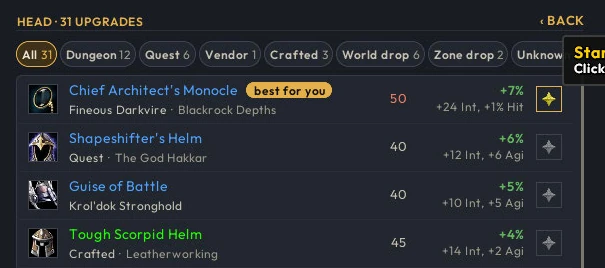 HEAD · 31 UPGRADES
‹ BACK
All 31
Dungeon 12
Quest 6
Vendor 1
Crafted 3
World drop 6
Zone drop 2
Unknow
Star
Click
Chief Architect's Monocle best for you
Fineous Darkvire · Blackrock Depths
50
+7%
+24 Int, +1% Hit
Shapeshifter's Helm
Quest · The God Hakkar
40
+6%
+12 Int, +6 Agi
Guise of Battle
Krol'dok Stronghold
40
+5%
+10 Int, +5 Agi
Tough Scorpid Helm
Crafted · Leatherworking
45
+4%
+14 Int, +2 Agi